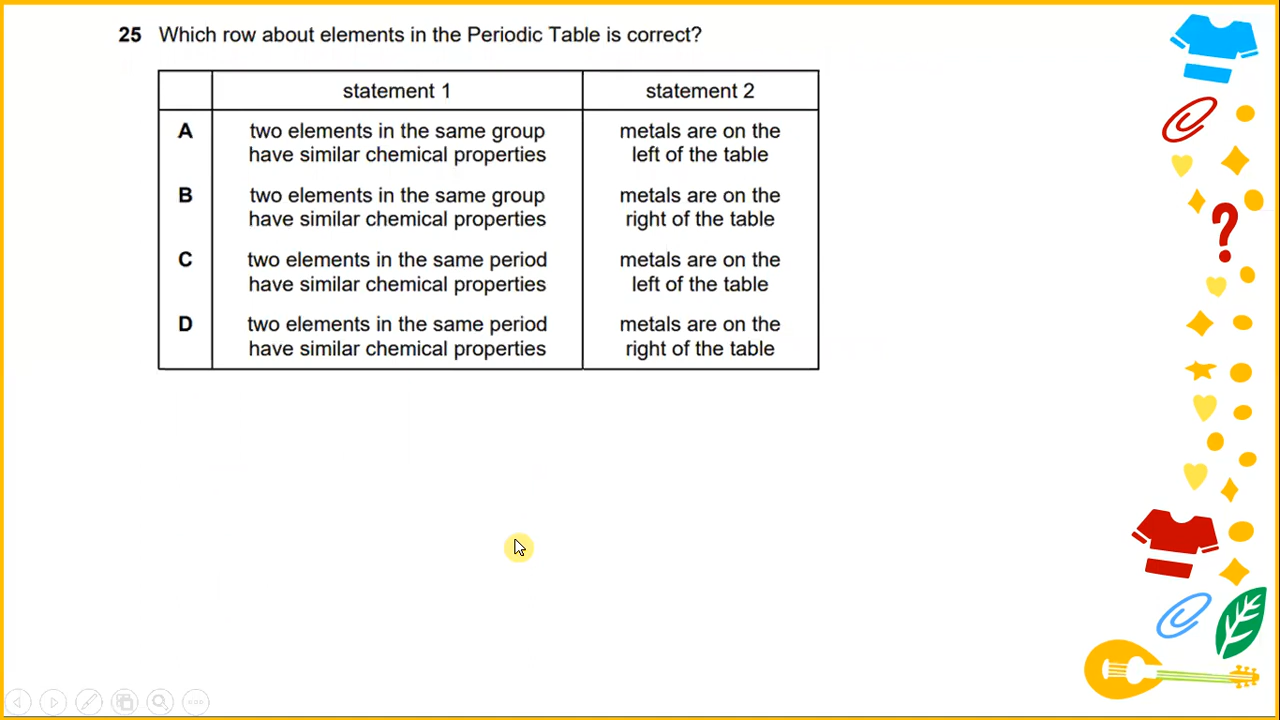 25 Which row about elements in the Periodic Table is correct?
statement 1 statement 2
A two elements in the same group metals are on the
have similar chemical properties left of the table
B two elements in the same group metals are on the
have similar chemical properties right of the table
C two elements in the same period metals are on the
have similar chemical properties left of the table
D two elements in the same period metals are on the
have similar chemical properties right of the table
?